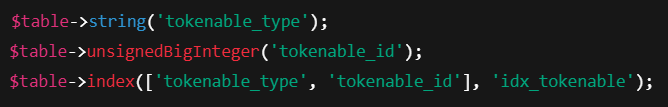 $table->string('tokenable_type');
$table->unsignedBigInteger('tokenable_id');
$table->index(['tokenable_type', 'tokenable_id'], 'idx_tokenable');